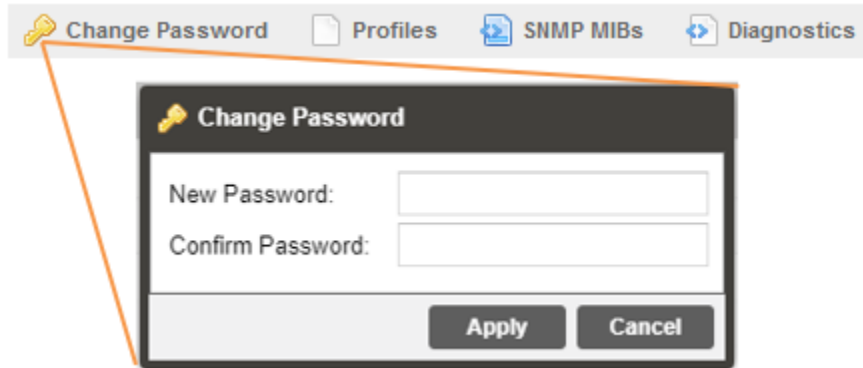 Change Password Profiles SNMP MIBs Diagnostics
Change Password
New Password:
Confirm Password:
Apply Cancel